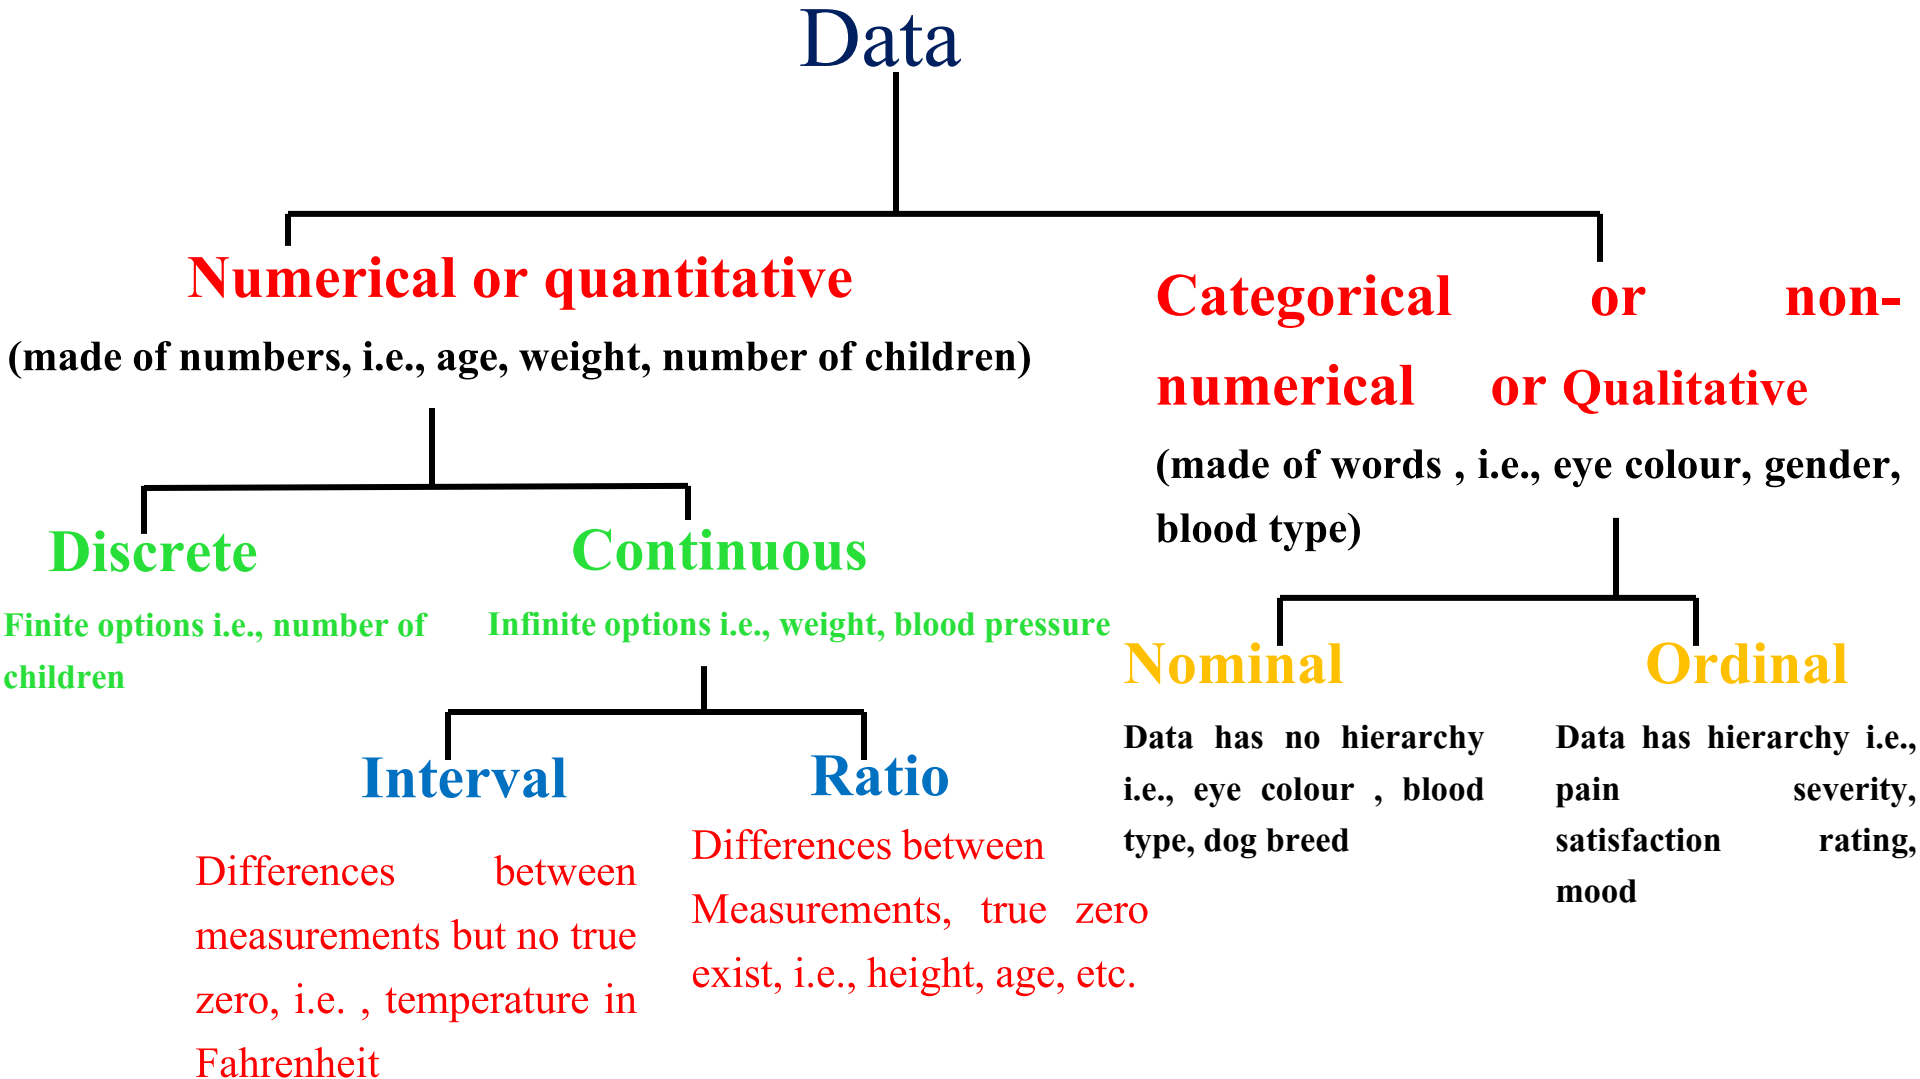 Data
Numerical or quantitative
(made of numbers, i.e., age, weight, number of children)
Categorical or non-
numerical or Qualitative
(made of words , i.e., eye colour, gender,
blood type)
Discrete
Finite options i.e., number of
children
Continuous
Infinite options i.e., weight, blood pressure
Interval
Differences between
measurements but no true
zero, i.e. , temperature in
Fahrenheit
Ratio
Differences between
Measurements, true zero
exist, i.e., height, age, etc.
Nominal
Data has no hierarchy
i.e., eye colour , blood
type, dog breed
Ordinal
Data has hierarchy i.e.,
pain severity,
satisfaction rating,
mood